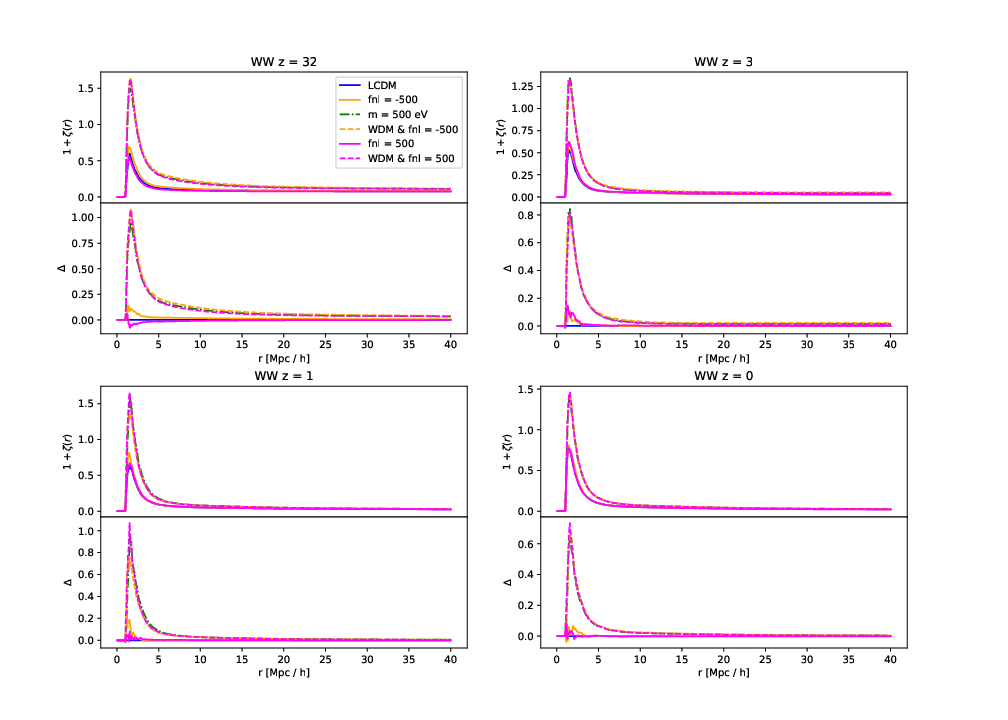 WW z = 32
1 + ζ(r)
1.5
1.0
0.5
0.0
LCDM
fnl = -500
m = 500 eV
WDM & fnl = -500
fnl = 500
WDM & fnl = 500
Δ
1.00
0.75
0.50
0.25
0.00
0 5 10 15 20 25 30 35 40
r [Mpc / h]
WW z = 3
1 + ζ(r)
1.25
1.00
0.75
0.50
0.25
0.00
Δ
0.8
0.6
0.4
0.2
0.0
0 5 10 15 20 25 30 35 40
r [Mpc / h]
WW z = 1
1 + ζ(r)
1.5
1.0
0.5
0.0
Δ
1.0
0.8
0.6
0.4
0.2
0.0
0 5 10 15 20 25 30 35 40
r [Mpc / h]
WW z = 0
1 + ζ(r)
1.5
1.0
0.5
0.0
Δ
0.6
0.4
0.2
0.0
0 5 10 15 20 25 30 35 40
r [Mpc / h]